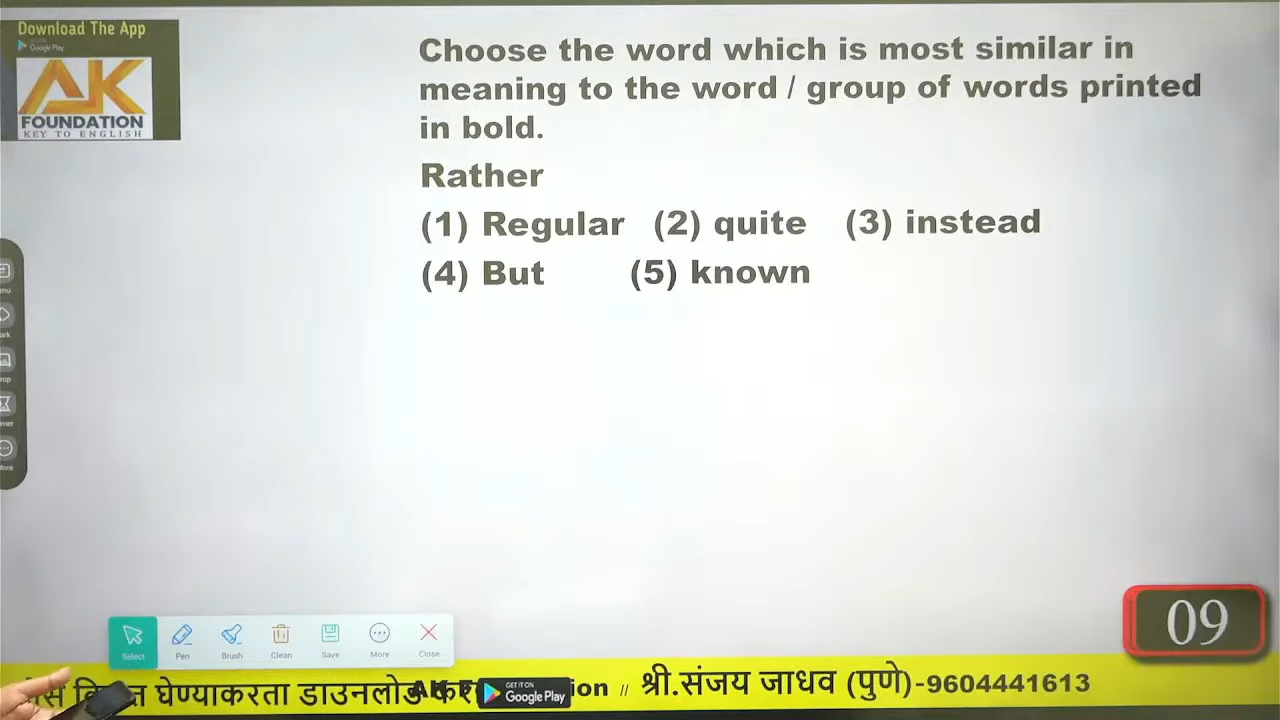 Download The App
Google Play
AK
FOUNDATION
KEY TO ENGLISH
Choose the word which is most similar in
meaning to the word / group of words printed
in bold.
Rather
(1) Regular (2) quite (3) instead
(4) But (5) known
09
Select Pen Brush Clean Save More Close
More
घेण्याकरता डाउनलोड
GET IT ON
Google Play
// श्री.संजय जाधव (पुणे)-9604441613